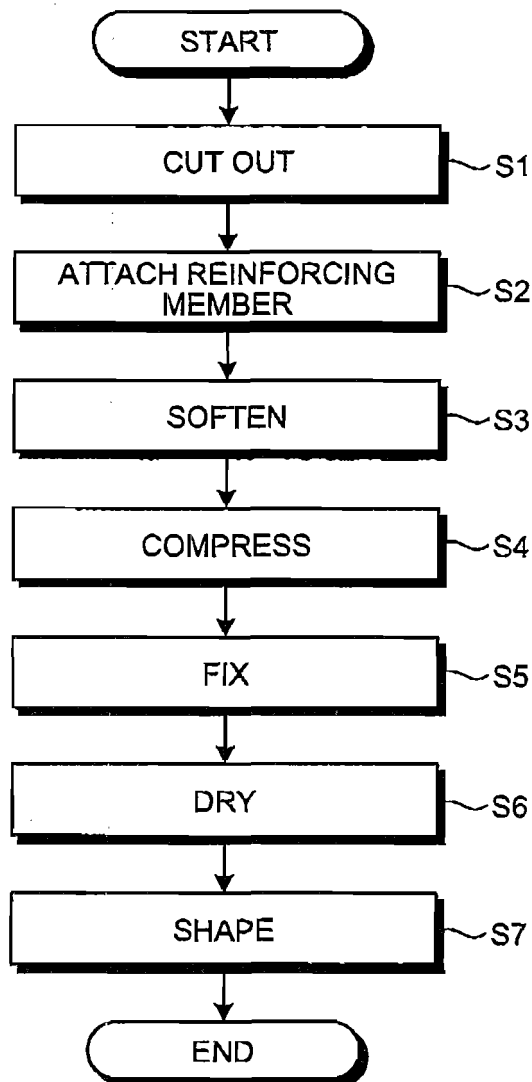 START
CUT OUT
S1
ATTACH REINFORCING
MEMBER
S2
SOFTEN
S3
COMPRESS
S4
FIX
S5
DRY
S6
SHAPE
S7
END